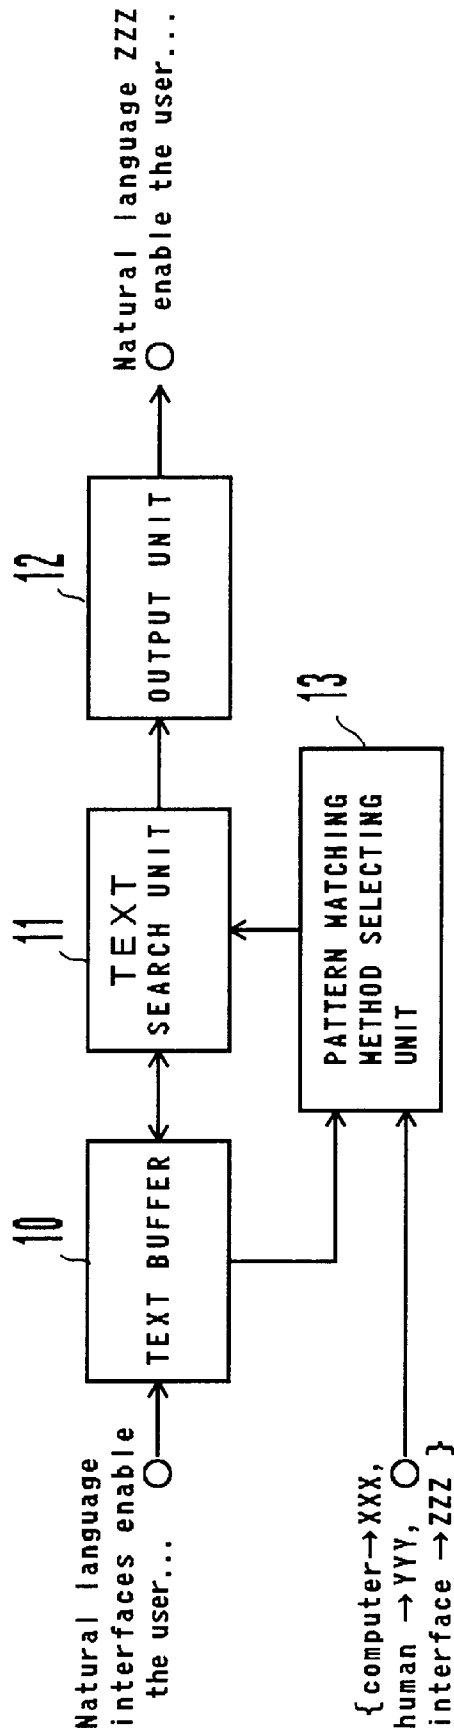 Natural language
interfaces enable
the user...
10
TEXT BUFFER
11
TEXT
SEARCH UNIT
12
OUTPUT UNIT
Natural language ZZZ
enable the user...
13
PATTERN MATCHING
METHOD SELECTING
UNIT
{computer→XXX,
human →YYY,
interface →ZZZ }